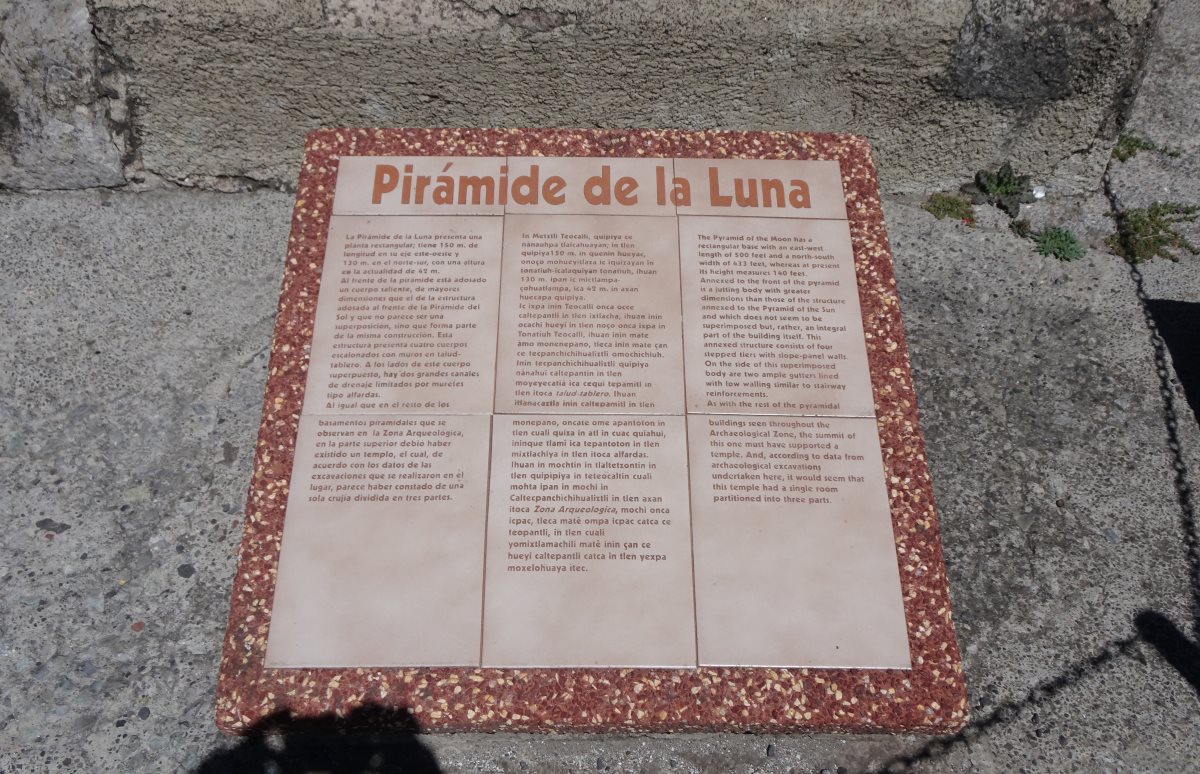 Pirámide de la Luna
La Pirámide de la Luna presenta una
planta rectangular; tiene 150 m. de
longitud en su eje este-oeste y
130 m. en el norte-sur, con una altura
en la actualidad de 42 m.
Al frente de la pirámide está adosado
un cuerpo saliente, de mayores
dimensiones que el de la estructura
adosada al frente de la Pirámide del
Sol y que no parece ser una
superposición, sino que forma parte
de la misma construcción. Esta
estructura presenta cuatro cuerpos
escalonados con muros en talud-
tablero. A los lados de este cuerpo
superpuesto, hay dos grandes canales
de drenaje limitados por muretes
tipo alfardas.
Al igual que en el resto de los
basamentos piramidales que se
observan en la Zona Arqueológica,
en la parte superior debió haber
existido un templo, el cual, de
acuerdo con los datos de las
excavaciones que se realizaron en el
lugar, parece haber constado de una
sola crujía dividida en tres partes.
In Metztli Teocalli, quipiya ce
nànauhpa tlalcahuayan; in tlen
quipiya150 m. in quenin hueyac,
onoço mohueyitlaza ic iquizayan in
tonatiuh-icalaquiyan tonatiuh, ihuan
130 m. ipan ic mictlampa-
çohuatlampa, ica 42 m. in axan
huecapa quipiya.
Ic ixpa inin Teocalli onca occe
caltepantli in tlen ixtlacha, ihuan inin
ocachi hueyi in tlen noço onca ixpa in
Tonatiuh Teocalli, ihuan inin mate
àmo monenepano, tleca inin mate çan
ce tecpanchichihualiztli omochichiuh.
Inin tecpanchichihualiztli quipiya
nànahui caltepantin in tlen
moyeyecatiâ ica cequi tepamitl in
tlen itoca talud-tablero. Ihuan
itlanacaztla inin caltepamitl in tlen
monepano, oncate ome apantoton in
tlen cuali quixa in atl in cuac quiahui,
ininque tlami ica tepantoton in tlen
mixtlachiya in tlen itoca alfardas.
Ihuan in mochtin in tlaltetzontin in
tlen quipipiya in teteocaltin cuali
mohta ipan in mochi in
Caltecpanchichihualiztli in tlen axan
itoca Zona Arqueológica, mochi onca
icpac, tleca matè ompa icpac catca ce
teopantli, in tlen cuali
yomixtlamachili matê inin çan ce
hueyi caltepantli catca in tlen yexpa
moxelohuaya itec.
The Pyramid of the Moon has a
rectangular base with an east-west
length of 500 feet and a north-south
width of 433 feet, whereas at present
its height measures 140 feet.
Annexed to the front of the pyramid
is a jutting body with greater
dimensions than those of the structure
annexed to the Pyramid of the Sun
and which does not seem to be
superimposed but, rather, an integral
part of the building itself. This
annexed structure consists of four
stepped tiers with slope-panel walls.
On the side of this superimposed
body are two ample gutters lined
with low walling similar to stairway
reinforcements.
As with the rest of the pyramidal
buildings seen throughout the
Archaeological Zone, the summit of
this one must have supported a
temple. And, according to data from
archaeological excavations
undertaken here, it would seem that
this temple had a single room
partitioned into three parts.